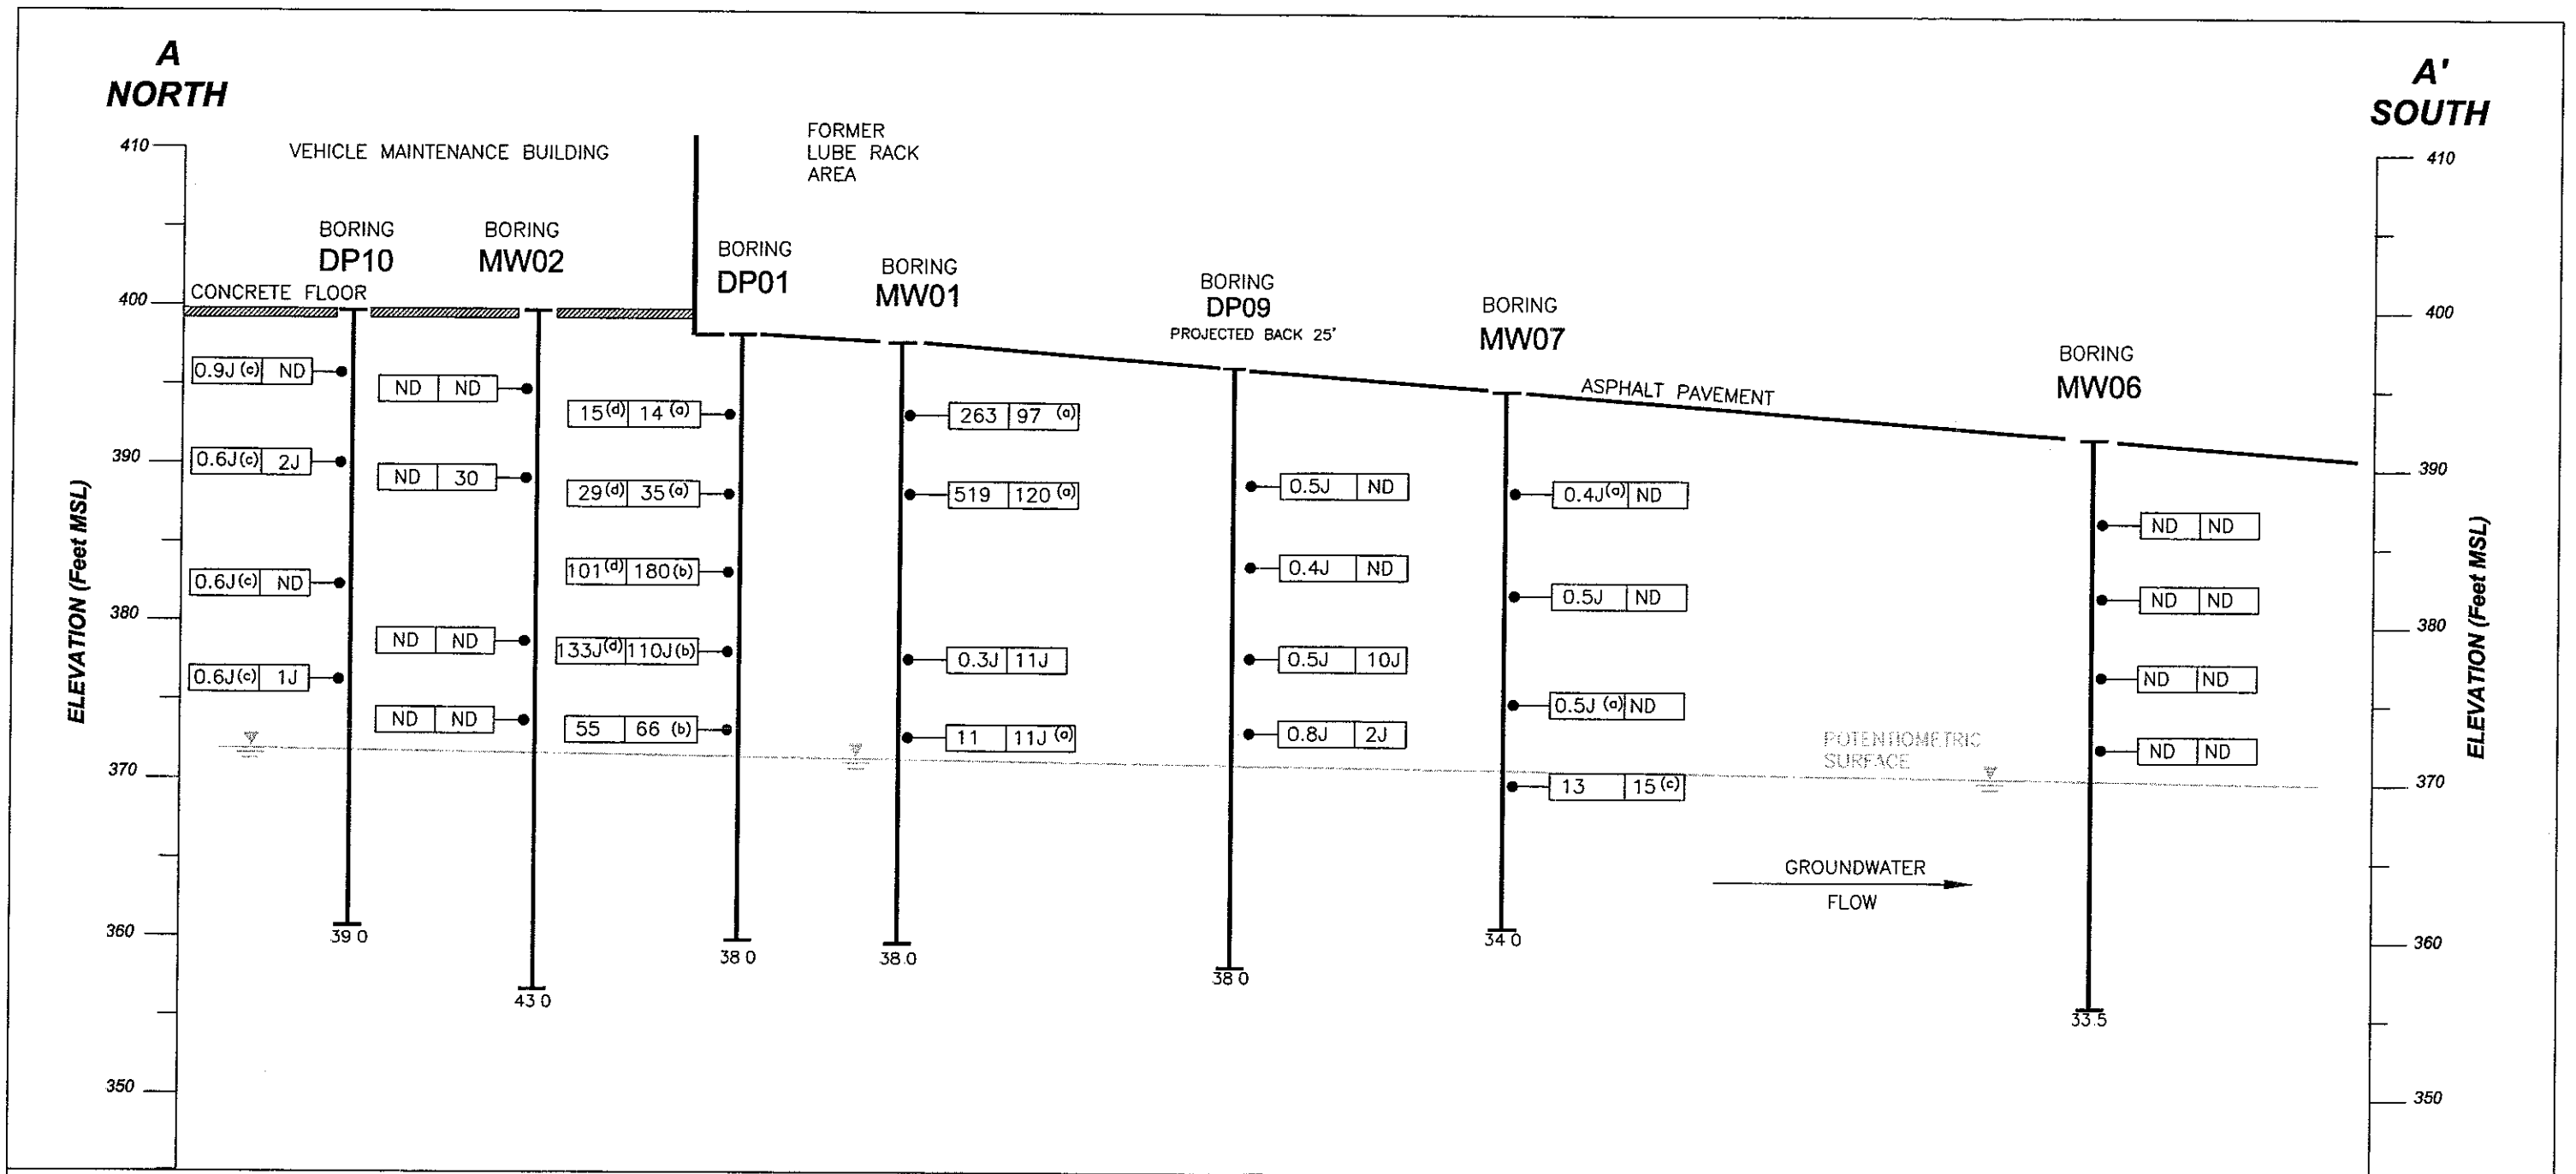 A
NORTH
A'
SOUTH
VEHICLE MAINTENANCE BUILDING
FORMER
LUBE RACK
AREA
BORING
DP10
BORING
MW02
BORING
DP01
BORING
MW01
BORING
DP09
PROJECTED BACK 25'
BORING
MW07
BORING
MW06
CONCRETE FLOOR
ASPHALT PAVEMENT
ELEVATION (Feet MSL)
410
400
390
380
370
360
350
0.9J (c) ND
0.6J(c) 2J
0.6J(c) ND
0.6J(c) 1J
39 0
ND ND
ND 30
ND ND
ND ND
43 0
15(d) 14 (a)
29(d) 35(a)
101(d) 180(b)
133J(d) 110J(b)
55 66 (b)
38 0
263 97 (a)
519 120 (a)
0.3J 11J
11 11J (a)
38.0
0.5J ND
0.4J ND
0.5J 10J
0.8J 2J
38 0
0.4J(a) ND
0.5J ND
0.5J (a) ND
13 15(c)
34 0
POTENTIOMETRIC
SURFACE
GROUNDWATER
FLOW
ND ND
ND ND
ND ND
ND ND
33.5
410
400
390
380
370
360
350
ELEVATION (Feet MSL)